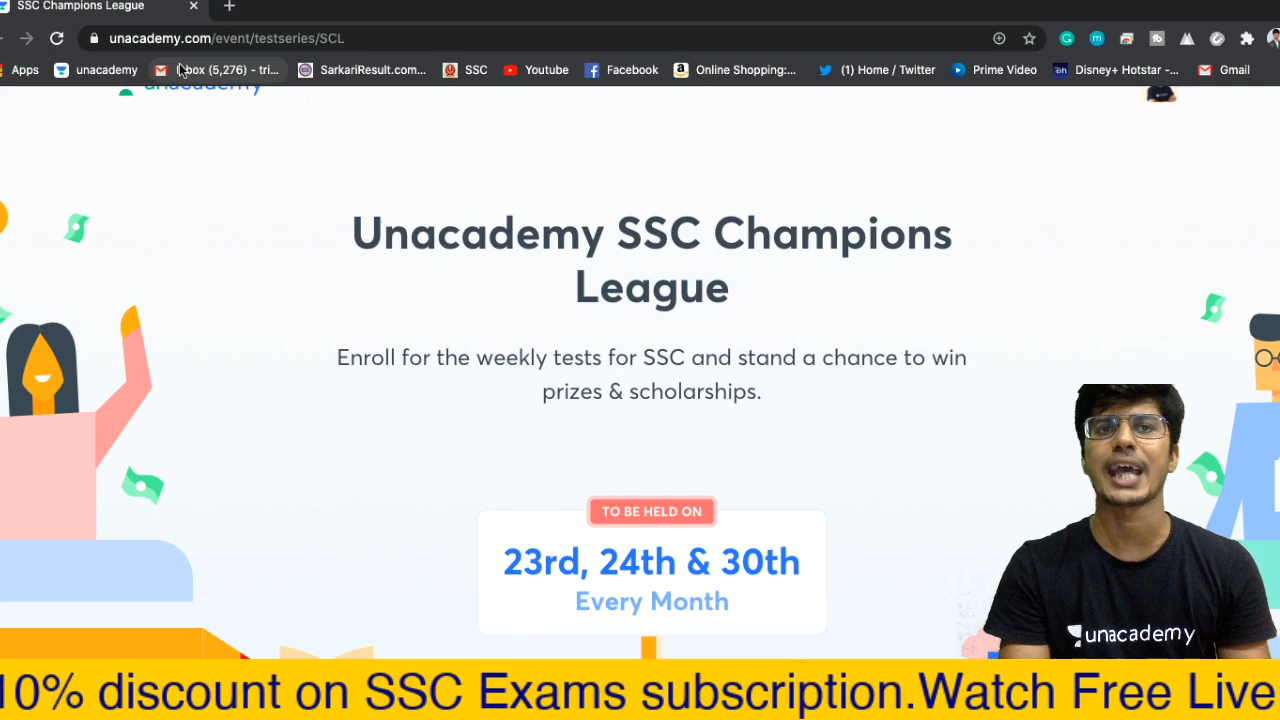 SSC Champions League
unacademy.com/event/testseries/SCL
Apps unacademy Inbox (5,276) - tri... SarkariResult.com... SSC Youtube Facebook Online Shopping:... (1) Home / Twitter Prime Video Disney+ Hotstar -... Gmail
unacademy
Unacademy SSC Champions
League
Enroll for the weekly tests for SSC and stand a chance to win
prizes & scholarships.
TO BE HELD ON
23rd, 24th & 30th
Every Month
unacademy
10% discount on SSC Exams subscription.Watch Free Live